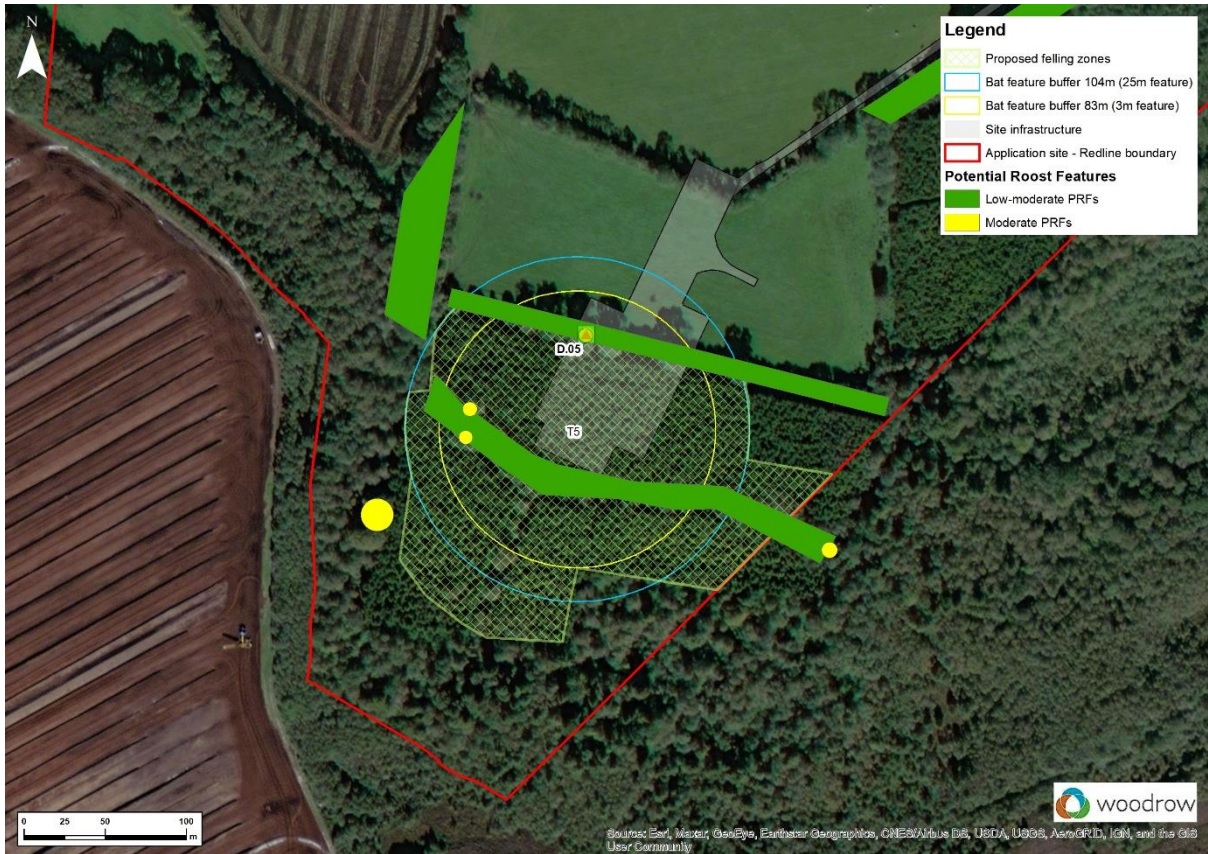 N
Legend
Proposed felling zones
Bat feature buffer 104m (25m feature)
Bat feature buffer 83m (3m feature)
Site infrastructure
Application site - Redline boundary
Potential Roost Features
Low-moderate PRFs
Moderate PRFs
D.05
T5
0 25 50 100
m
woodrow
Source: Esri, Maxar, GeoEye, Earthstar Geographics, CNES/Airbus DS, USDA, USGS, AeroGRID, IGN, and the GIS
User Community